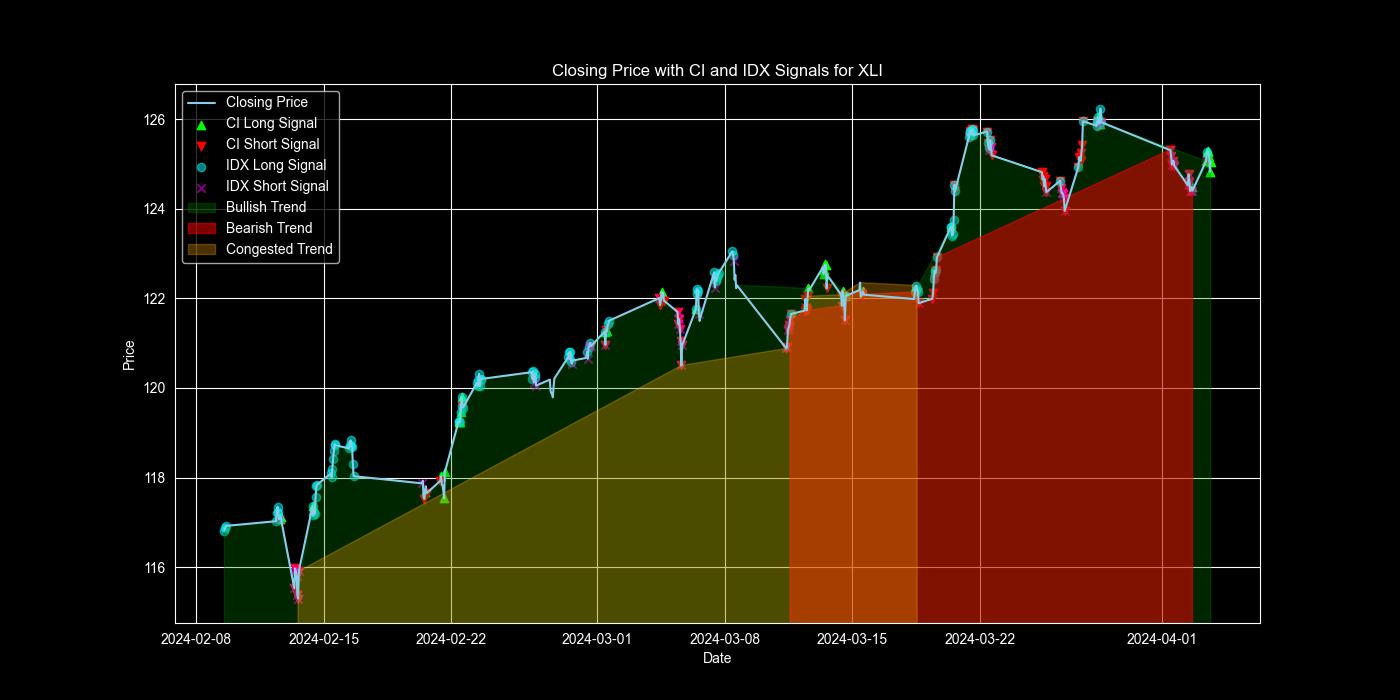 Closing Price with CI and IDX Signals for XLI
Closing Price
CI Long Signal
CI Short Signal
IDX Long Signal
IDX Short Signal
Bullish Trend
Bearish Trend
Congested Trend
126
124
122
120
118
116
Price
2024-02-08 2024-02-15 2024-02-22 2024-03-01 2024-03-08 2024-03-15 2024-03-22 2024-04-01
Date